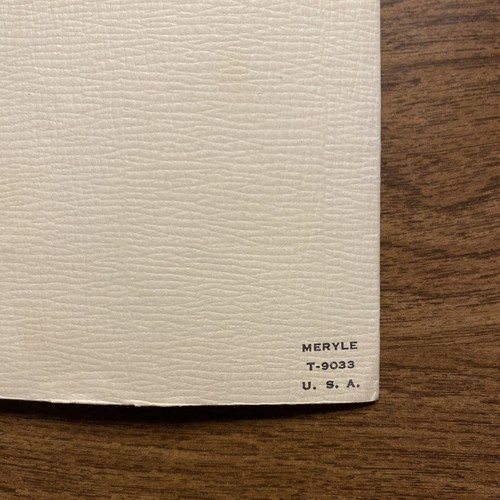 MERYLE
T-9033
U. S. A.